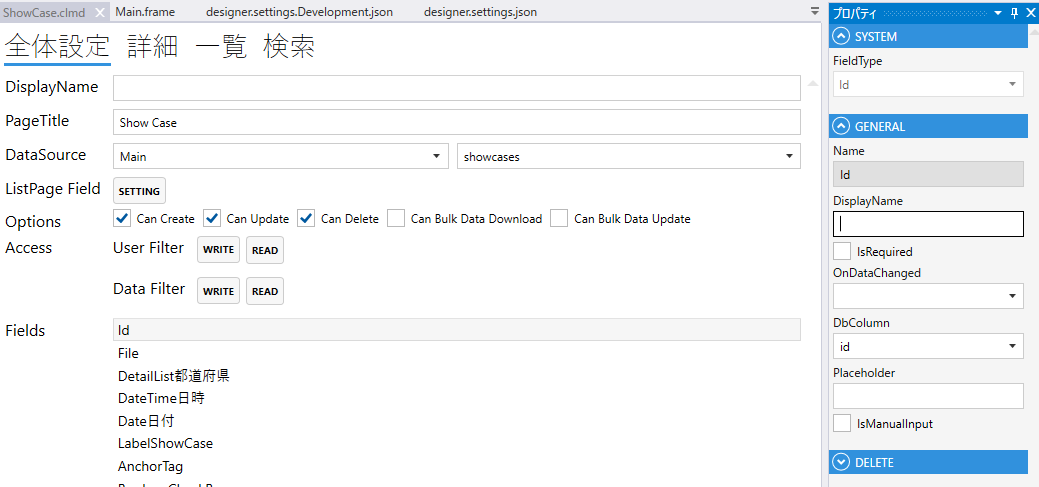 ShowCase.clmd
Main.frame
designer.settings.Development.json
designer.settings.json
全体設定 詳細 一覧 検索
DisplayName
PageTitle Show Case
DataSource Main showcases
ListPage Field SETTING
Options Can Create Can Update Can Delete Can Bulk Data Download Can Bulk Data Update
Access User Filter WRITE READ
Data Filter WRITE READ
Fields Id
File
DetailList都道府県
DateTime日時
Date日付
LabelShowCase
AnchorTag
プロパティ
SYSTEM
FieldType
Id
GENERAL
Name
Id
DisplayName
IsRequired
OnDataChanged
DbColumn
id
Placeholder
IsManualInput
DELETE